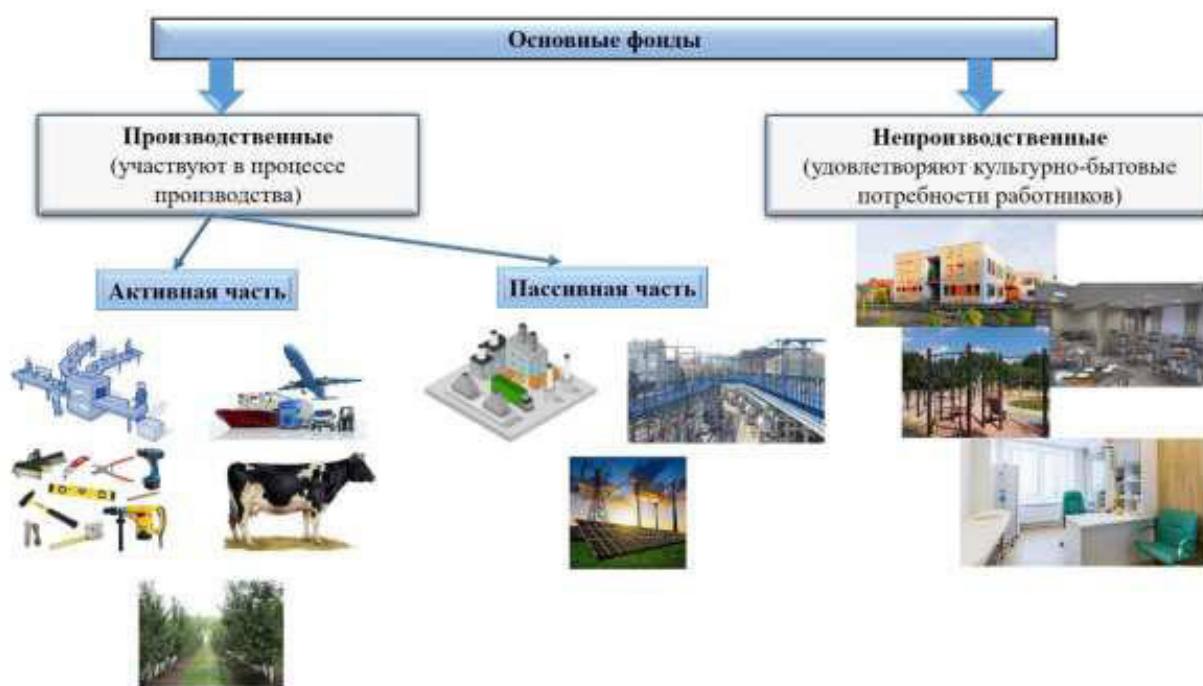 Основные фонды
Производственные
(участвуют в процессе
производства)
Непроизводственные
(удовлетворяют культурно-бытовые
потребности работников)
Активная часть
Пассивная часть